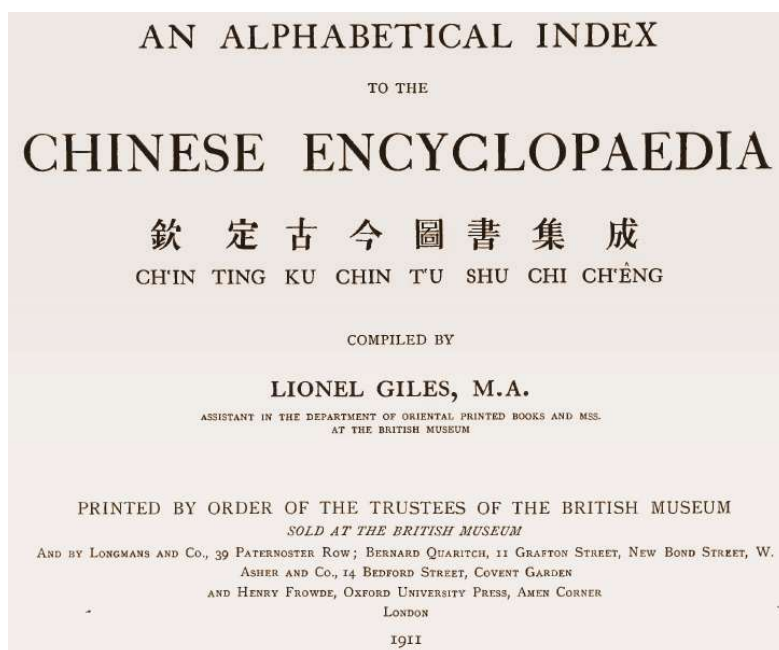 AN ALPHABETICAL INDEX
TO THE
CHINESE ENCYCLOPAEDIA
欽 定 古 今 圖 書 集 成
CH'IN TING KU CHIN T'U SHU CHI CH'ÊNG
COMPILED BY
LIONEL GILES, M.A.
ASSISTANT IN THE DEPARTMENT OF ORIENTAL PRINTED BOOKS AND MSS.
AT THE BRITISH MUSEUM
PRINTED BY ORDER OF THE TRUSTEES OF THE BRITISH MUSEUM
SOLD AT THE BRITISH MUSEUM
AND BY LONGMANS AND CO., 39 PATERNOSTER ROW; BERNARD QUARITCH, 11 GRAFTON STREET, NEW BOND STREET, W.
ASHER AND CO., 14 BEDFORD STREET, COVENT GARDEN
AND HENRY FROWDE, OXFORD UNIVERSITY PRESS, AMEN CORNER
LONDON
1911